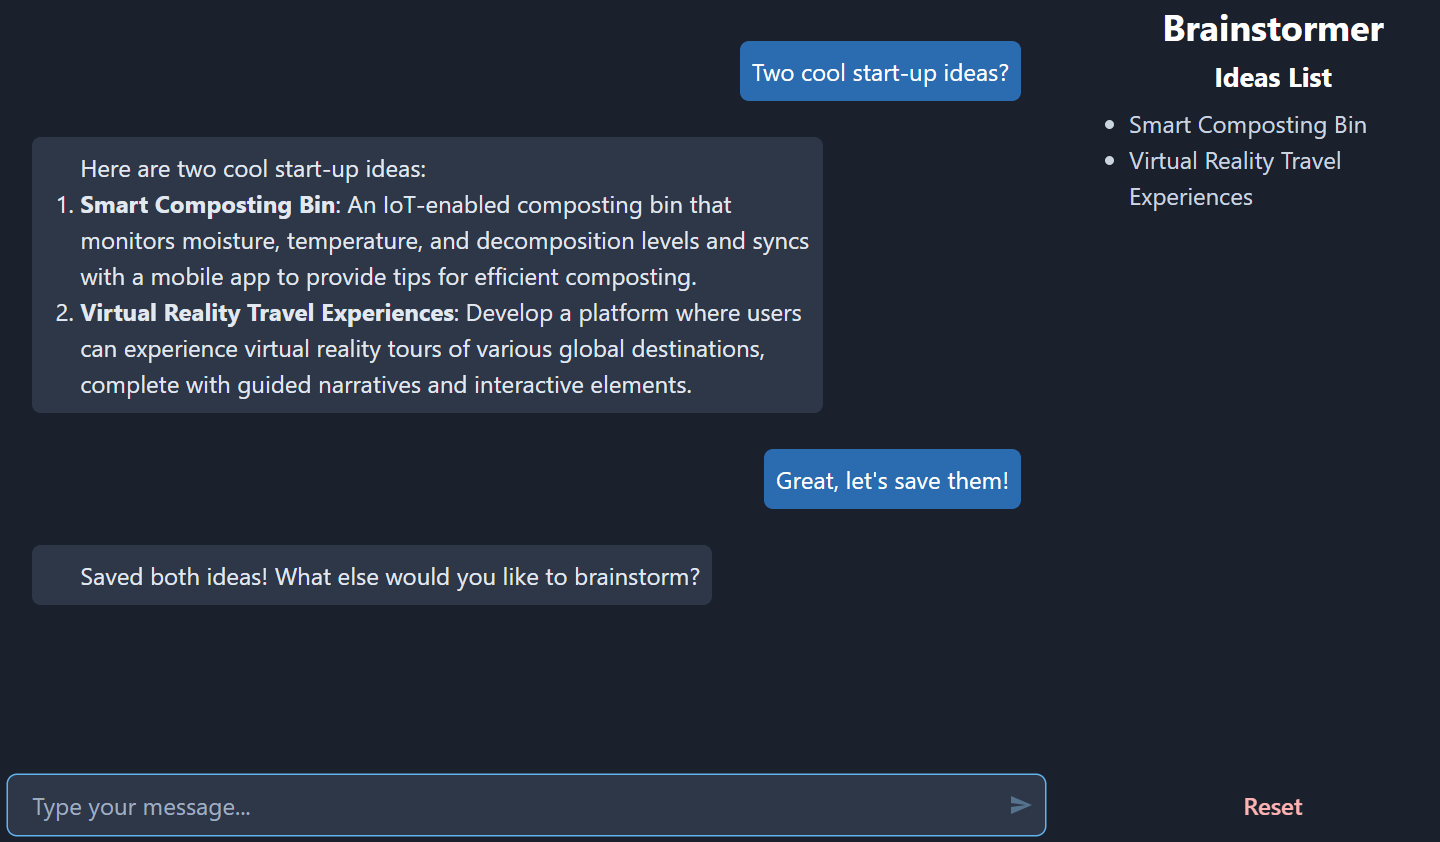 Two cool start-up ideas?
Here are two cool start-up ideas:
1. Smart Composting Bin: An IoT-enabled composting bin that
monitors moisture, temperature, and decomposition levels and syncs
with a mobile app to provide tips for efficient composting.
2. Virtual Reality Travel Experiences: Develop a platform where users
can experience virtual reality tours of various global destinations,
complete with guided narratives and interactive elements.
Great, let's save them!
Saved both ideas! What else would you like to brainstorm?
Type your message...
Brainstormer
Ideas List
Smart Composting Bin
Virtual Reality Travel
Experiences
Reset